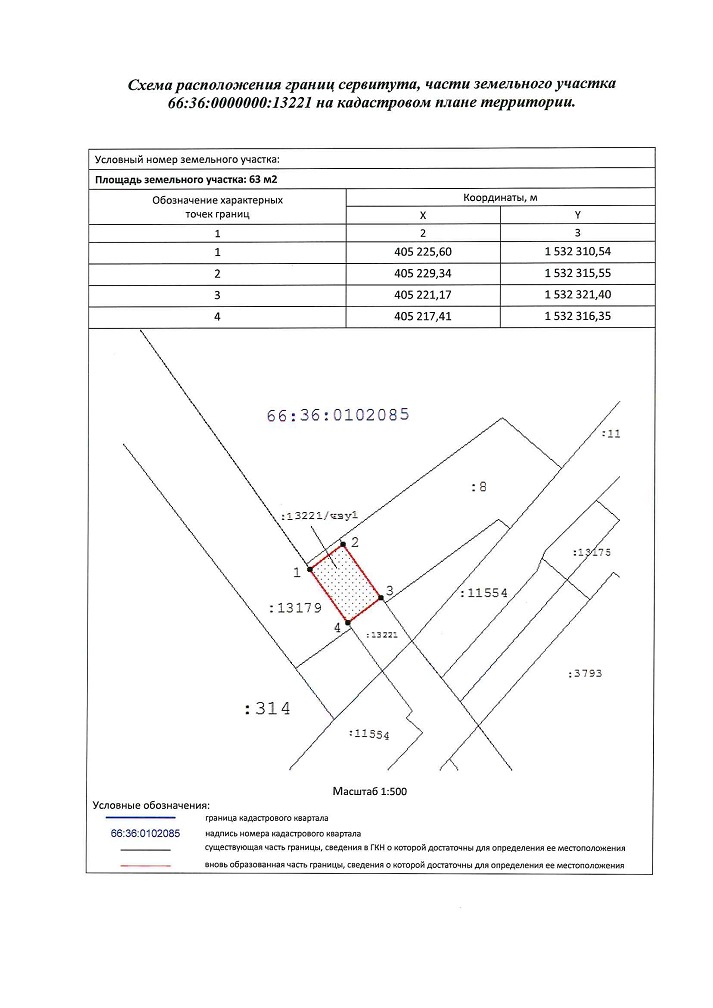 Схема расположения границ сервитута, части земельного участка
66:36:0000000:13221 на кадастровом плане территории.
Условный номер земельного участка:
Площадь земельного участка: 63 м2
Обозначение характерных
точек границ
Координаты, м
X Y
1 2 3
1 405 225,60 1 532 310,54
2 405 229,34 1 532 315,55
3 405 221,17 1 532 321,40
4 405 217,41 1 532 316,35
66:36:0102085
:11
:8
:13221/чзу1
2
1
:13175
3
:11554
:13179
4
:13221
:3793
:314
:11554
Масштаб 1:500
Условные обозначения:
граница кадастрового квартала
66:36:0102085 надпись номера кадастрового квартала
существующая часть границы, сведения в ГКН о которой достаточны для определения ее местоположения
вновь образованная часть границы, сведения о которой достаточны для определения ее местоположения